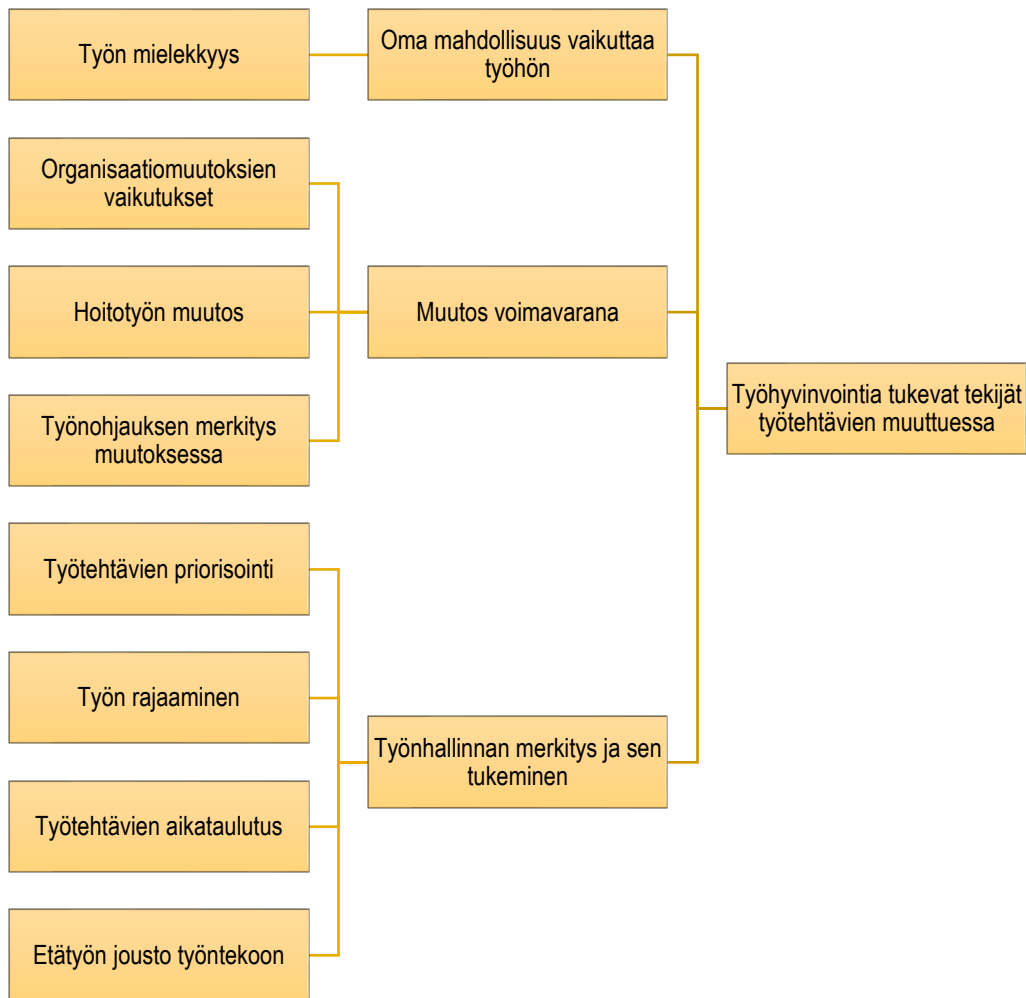 Työn mielekkyys
Oma mahdollisuus vaikuttaa
työhön
Organisaatiomuutoksien
vaikutukset
Hoitotyön muutos
Muutos voimavarana
Työnohjauksen merkitys
muutoksessa
Työhyvinvointia tukevat tekijät
työtehtävien muuttuessa
Työtehtävien priorisointi
Työn rajaaminen
Työnhallinnan merkitys ja sen
tukeminen
Työtehtävien aikataulutus
Etätyön jousto työntekoon